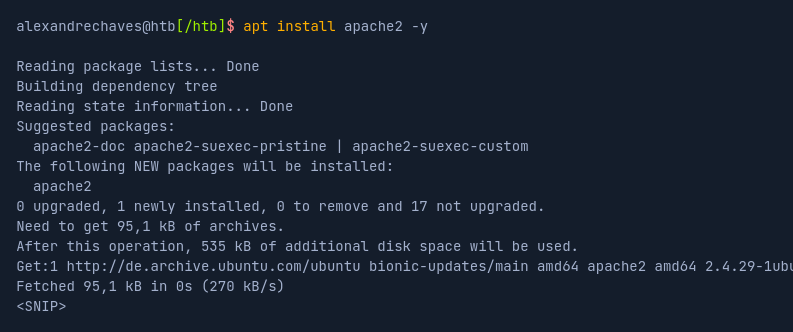 alexandrechaves@htb[/htb]$ apt install apache2 -y
Reading package lists... Done
Building dependency tree
Reading state information... Done
Suggested packages:
  apache2-doc apache2-suexec-pristine | apache2-suexec-custom
The following NEW packages will be installed:
  apache2
0 upgraded, 1 newly installed, 0 to remove and 17 not upgraded.
Need to get 95,1 kB of archives.
After this operation, 535 kB of additional disk space will be used.
Get:1 http://de.archive.ubuntu.com/ubuntu bionic-updates/main amd64 apache2 amd64 2.4.29-1ubu
Fetched 95,1 kB in 0s (270 kB/s)
<SNIP>